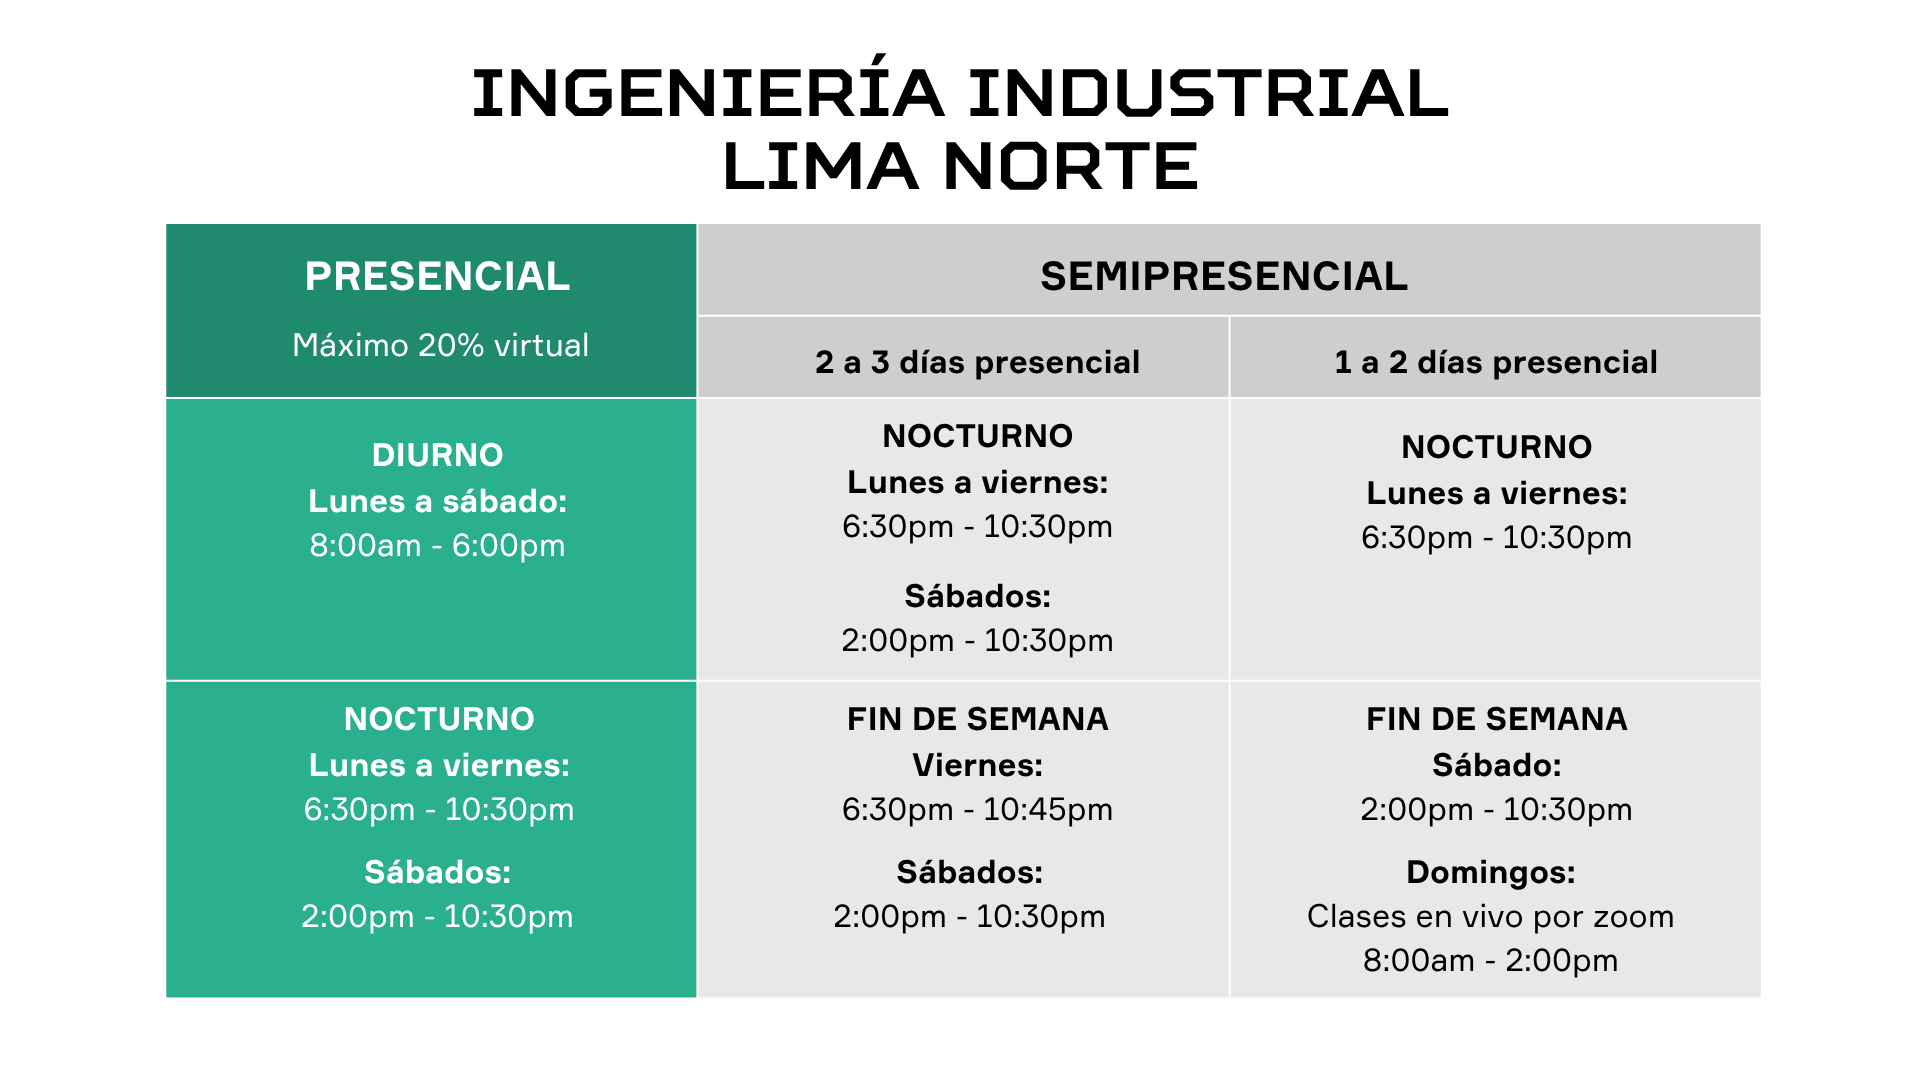 INGENIERÍA INDUSTRIAL
LIMA NORTE
PRESENCIAL
Máximo 20% virtual
SEMIPRESENCIAL
2 a 3 días presencial
1 a 2 días presencial
DIURNO
Lunes a sábado:
8:00am - 6:00pm
NOCTURNO
Lunes a viernes:
6:30pm - 10:30pm
Sábados:
2:00pm - 10:30pm
NOCTURNO
Lunes a viernes:
6:30pm - 10:30pm
NOCTURNO
Lunes a viernes:
6:30pm - 10:30pm
Sábados:
2:00pm - 10:30pm
FIN DE SEMANA
Viernes:
6:30pm - 10:45pm
Sábados:
2:00pm - 10:30pm
FIN DE SEMANA
Sábado:
2:00pm - 10:30pm
Domingos:
Clases en vivo por zoom
8:00am - 2:00pm